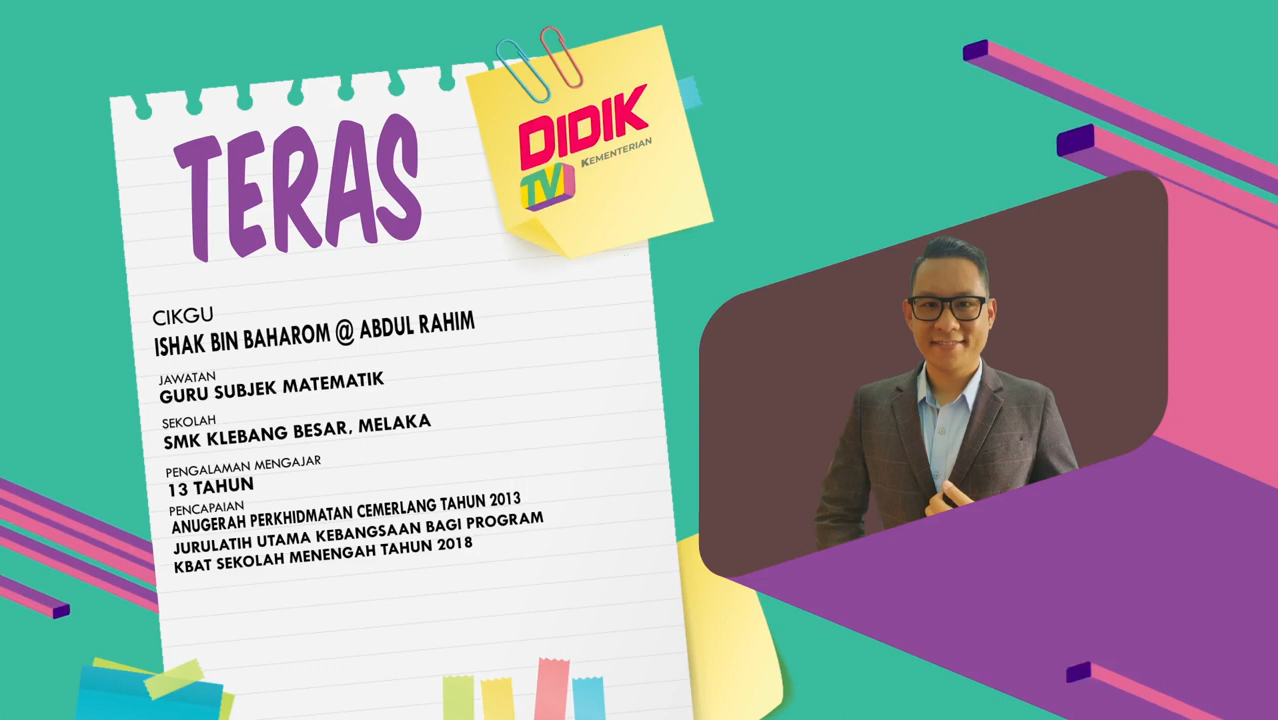 TERAS
DIDIK
KEMENTERIAN
TV
CIKGU
ISHAK BIN BAHAROM @ ABDUL RAHIM
JAWATAN
GURU SUBJEK MATEMATIK
SEKOLAH
SMK KLEBANG BESAR, MELAKA
PENGALAMAN MENGAJAR
13 TAHUN
PENCAPAIAN
ANUGERAH PERKHIDMATAN CEMERLANG TAHUN 2013
JURULATIH UTAMA KEBANGSAAN BAGI PROGRAM
KBAT SEKOLAH MENENGAH TAHUN 2018